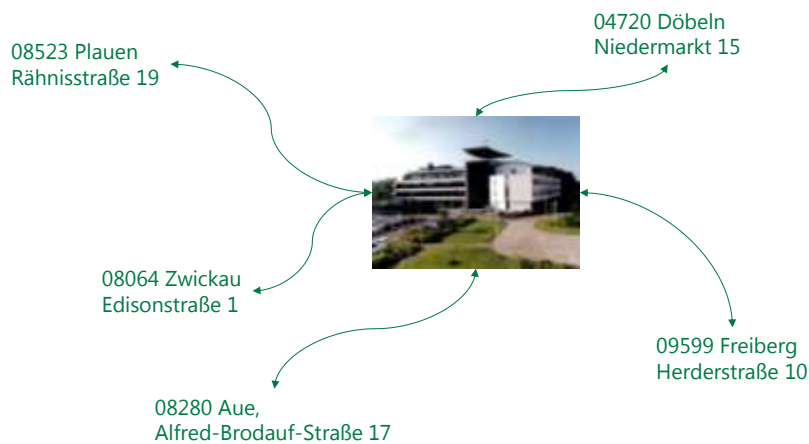 04720 Döbeln
Niedermarkt 15
08523 Plauen
Rähnisstraße 19
08064 Zwickau
Edisonstraße 1
09599 Freiberg
Herderstraße 10
08280 Aue,
Alfred-Brodauf-Straße 17